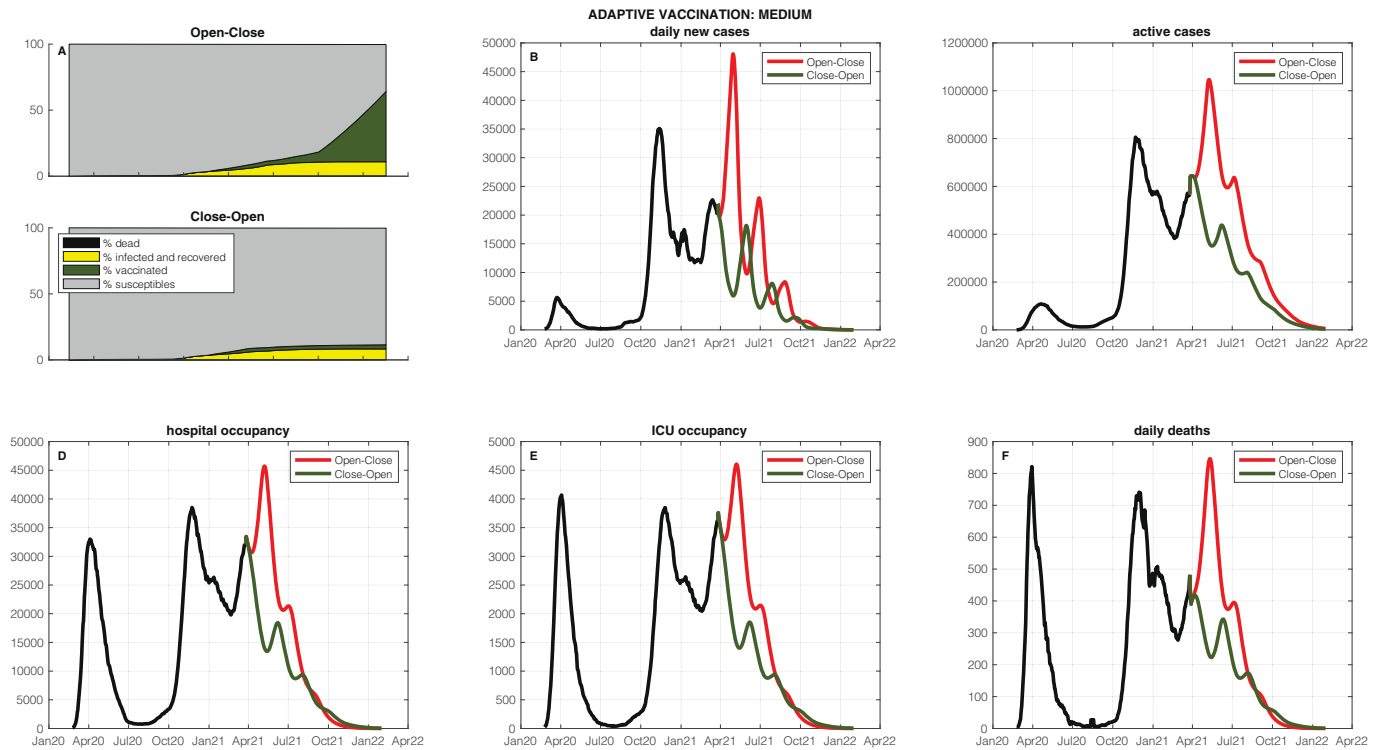 ADAPTIVE VACCINATION: MEDIUM
Open-Close
A
100
50
0
Close-Open
100
50
0
% dead
% infected and recovered
% vaccinated
% susceptibles
daily new cases
B
50000
45000
40000
35000
30000
25000
20000
15000
10000
5000
0
Open-Close
Close-Open
Jan20 Apr20 Jul20 Oct20 Jan21 Apr21 Jul21 Oct21 Jan22 Apr22
active cases
1200000
1000000
800000
600000
400000
200000
0
Open-Close
Close-Open
Jan20 Apr20 Jul20 Oct20 Jan21 Apr21 Jul21 Oct21 Jan22 Apr22
hospital occupancy
D
50000
45000
40000
35000
30000
25000
20000
15000
10000
5000
0
Open-Close
Close-Open
Jan20 Apr20 Jul20 Oct20 Jan21 Apr21 Jul21 Oct21 Jan22 Apr22
ICU occupancy
E
5000
4500
4000
3500
3000
2500
2000
1500
1000
500
0
Open-Close
Close-Open
Jan20 Apr20 Jul20 Oct20 Jan21 Apr21 Jul21 Oct21 Jan22 Apr22
daily deaths
F
900
800
700
600
500
400
300
200
100
0
Open-Close
Close-Open
Jan20 Apr20 Jul20 Oct20 Jan21 Apr21 Jul21 Oct21 Jan22 Apr22